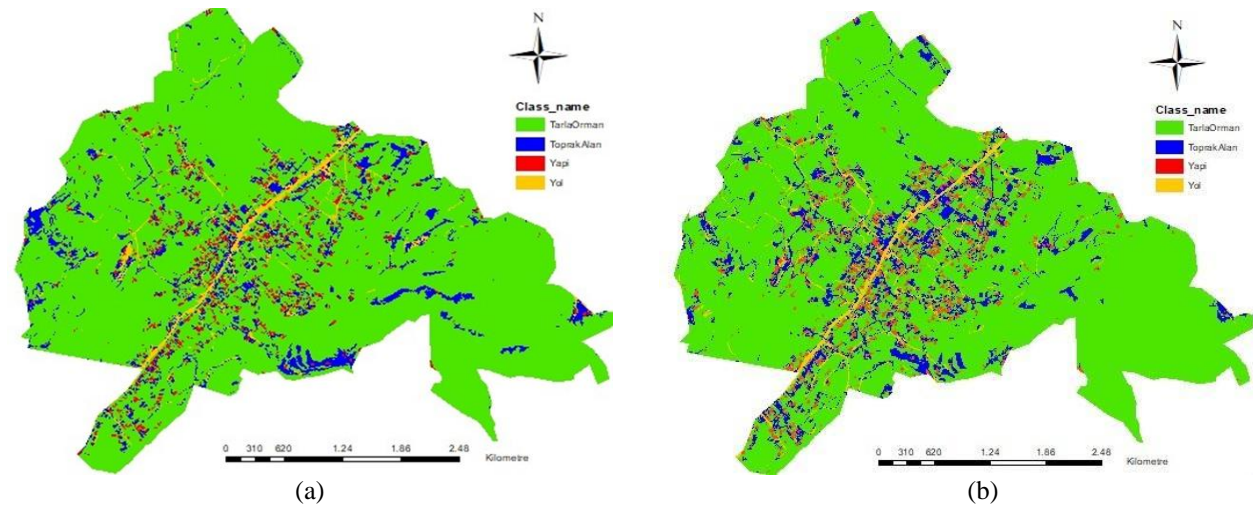 N
Class_name
TarlaOrman
ToprakAlan
Yapi
Yol
0 310 620 1.24 1.86 2.48
Kilometre
(a)
N
Class_name
TarlaOrman
ToprakAlan
Yapi
Yol
0 310 620 1.24 1.86 2.48
Kilometre
(b)